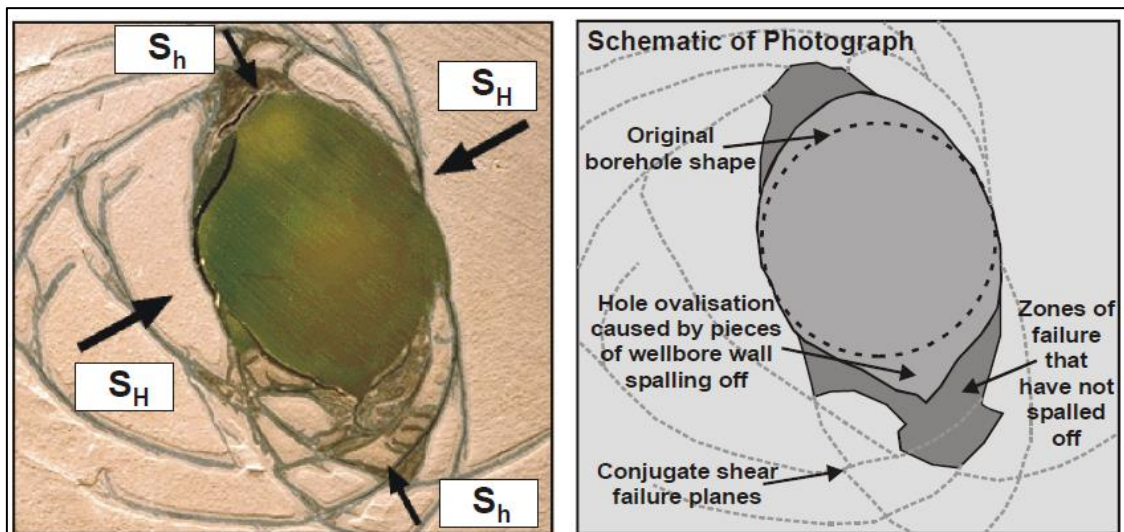 Sh
SH
SH
Sh
Schematic of Photograph
Original
borehole shape
Hole ovalisation
caused by pieces
of wellbore wall
spalling off
Zones of
failure
that
have not
spalled
off
Conjugate shear
failure planes